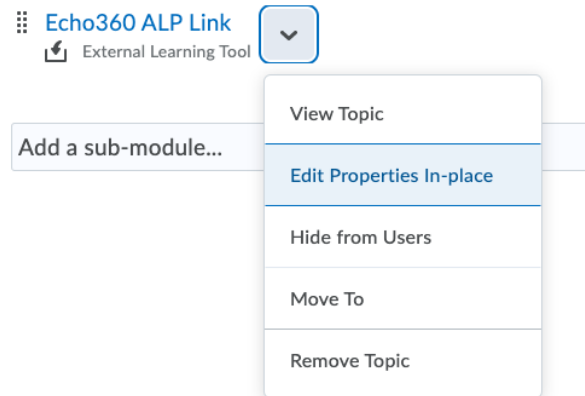 Echo360 ALP Link
External Learning Tool
View Topic
Add a sub-module...
Edit Properties In-place
Hide from Users
Move To
Remove Topic